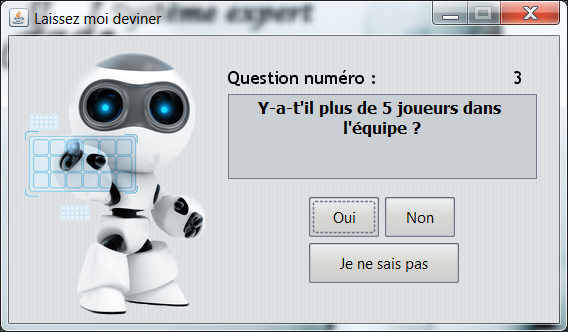 système expert
Laissez moi deviner
Question numéro : 3
Y-a-t'il plus de 5 joueurs dans
l'équipe ?
Oui Non
Je ne sais pas